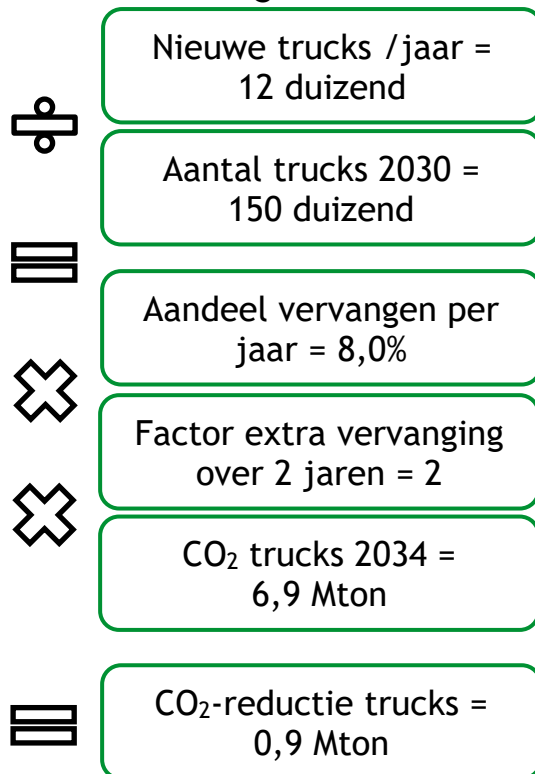 Nieuwe trucks /jaar =
12 duizend
Aantal trucks 2030 =
150 duizend
Aandeel vervangen per
jaar = 8,0%
Factor extra vervanging
over 2 jaren = 2
CO₂ trucks 2034 =
6,9 Mton
CO₂-reductie trucks =
0,9 Mton